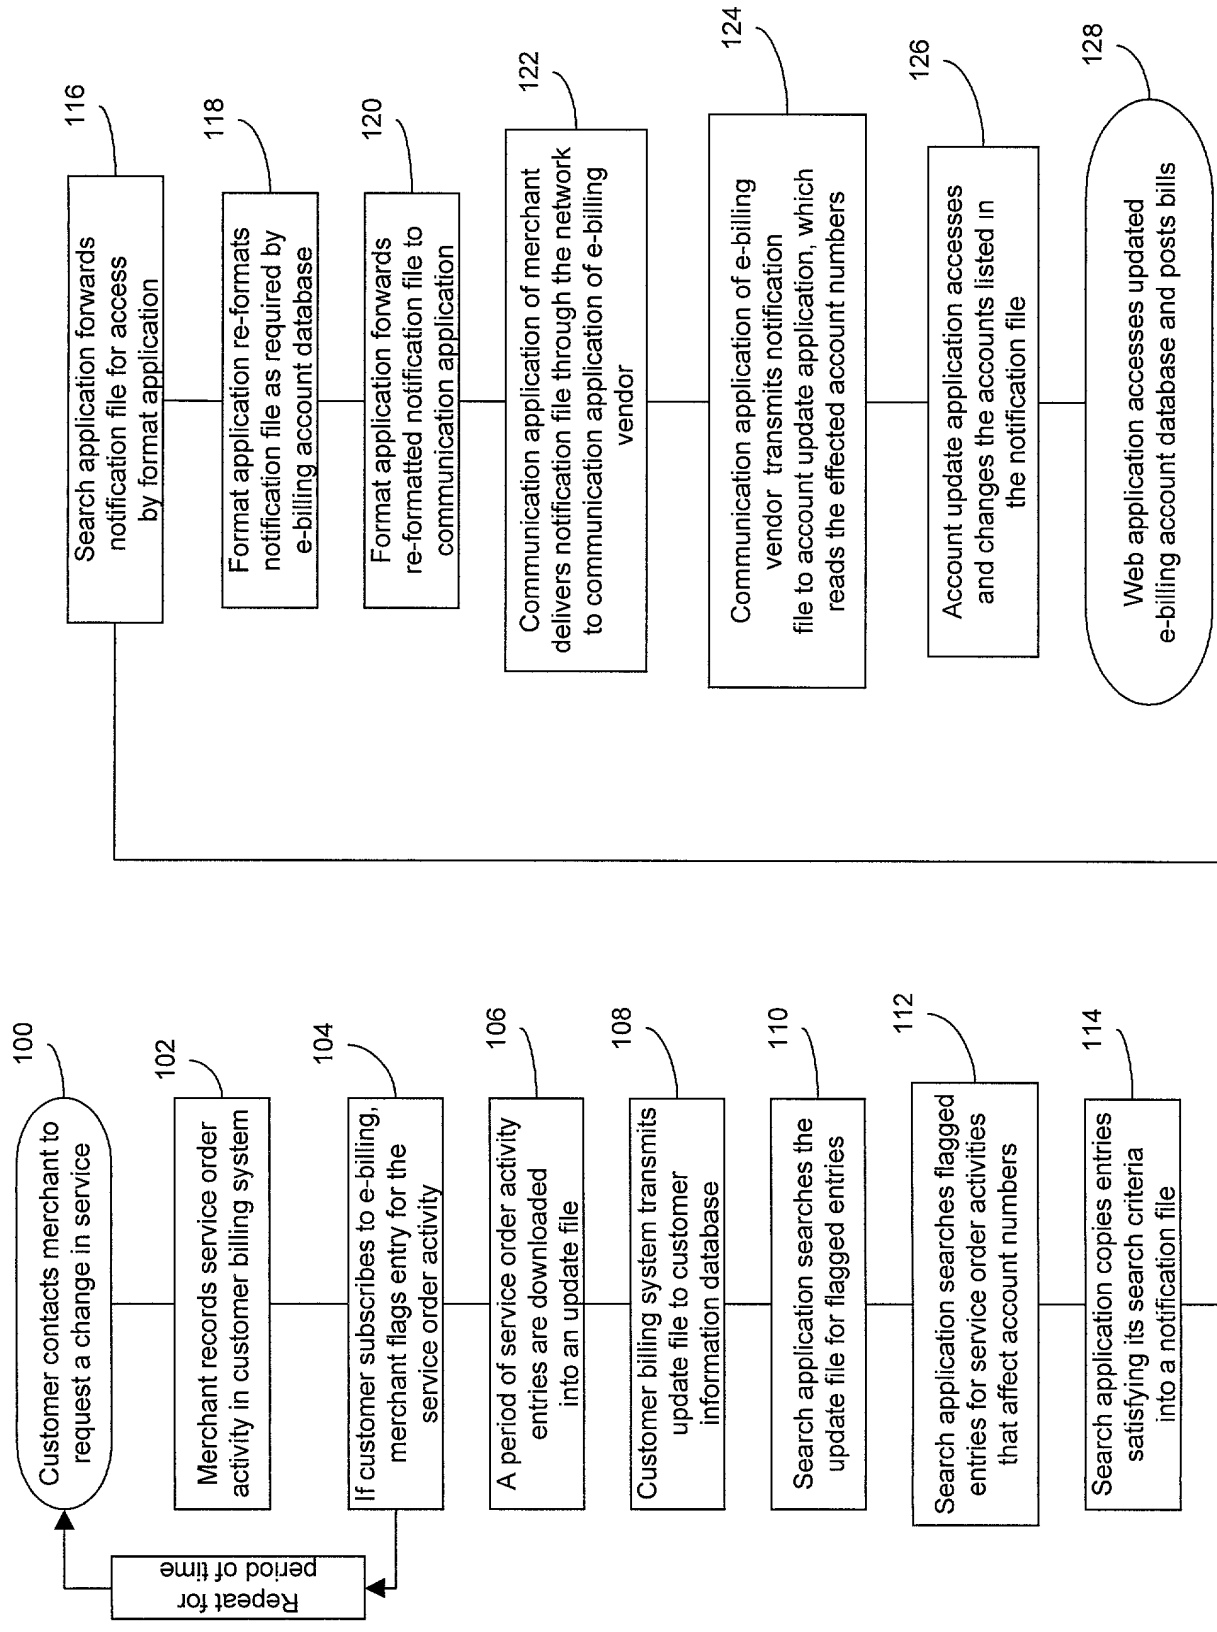 100
Customer contacts merchant to
request a change in service
102
Merchant records service order
activity in customer billing system
104
If customer subscribes to e-billing,
merchant flags entry for the
service order activity
Repeat for
period of time
106
A period of service order activity
entries are downloaded
into an update file
108
Customer billing system transmits
update file to customer
information database
110
Search application searches the
update file for flagged entries
112
Search application searches flagged
entries for service order activities
that affect account numbers
114
Search application copies entries
satisfying its search criteria
into a notification file
116
Search application forwards
notification file for access
by format application
118
Format application re-formats
notification file as required by
e-billing account database
120
Format application forwards
re-formatted notification file to
communication application
122
Communication application of merchant
delivers notification file through the network
to communication application of e-billing
vendor
124
Communication application of e-billing
vendor transmits notification
file to account update application, which
reads the effected account numbers
126
Account update application accesses
and changes the accounts listed in
the notification file
128
Web application accesses updated
e-billing account database and posts bills